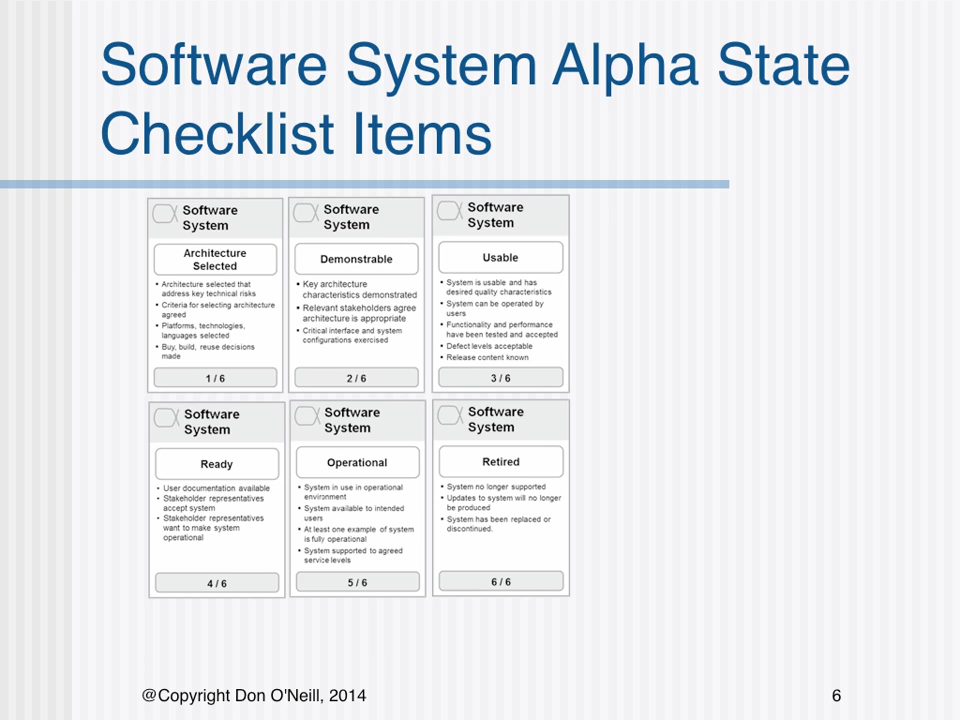 Software System Alpha State
Checklist Items
Software
System
Architecture
Selected
• Architecture selected that
address key technical risks
• Criteria for selecting architecture
agreed
• Platforms, technologies,
languages selected
• Buy, build, reuse decisions
made
1 / 6
Software
System
Demonstrable
• Key architecture
characteristics demonstrated
• Relevant stakeholders agree
architecture is appropriate
• Critical interface and system
configurations exercised
2 / 6
Software
System
Usable
• System is usable and has
desired quality characteristics
• System can be operated by
users
• Functionality and performance
have been tested and accepted
• Defect levels acceptable
• Release content known
3 / 6
Software
System
Ready
• User documentation available
• Stakeholder representatives
accept system
• Stakeholder representatives
want to make system
operational
4 / 6
Software
System
Operational
• System in use in operational
environment
• System available to intended
users
• At least one example of system
is fully operational
• System supported to agreed
service levels
5 / 6
Software
System
Retired
• System no longer supported
• Updates to system will no longer
be produced
• System has been replaced or
discontinued.
6 / 6
@Copyright Don O'Neill, 2014
6